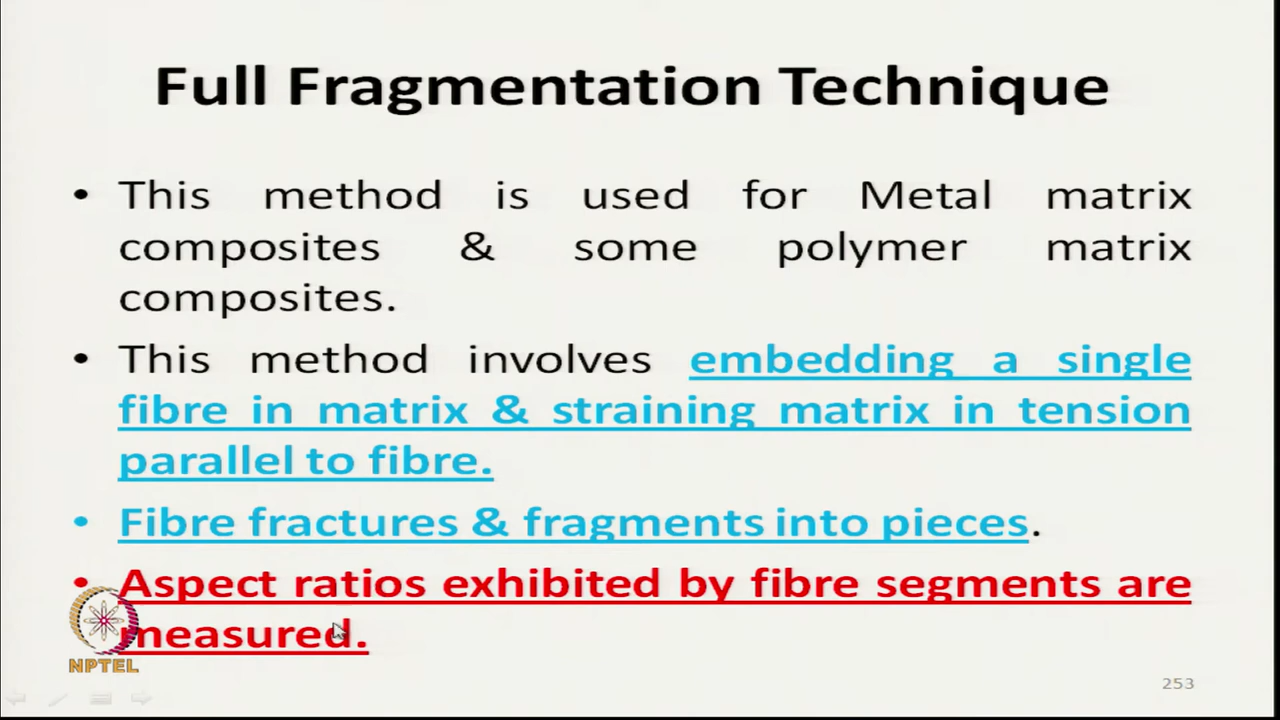 Full Fragmentation Technique
• This method is used for Metal matrix
composites & some polymer matrix
composites.
• This method involves embedding a single
fibre in matrix & straining matrix in tension
parallel to fibre.
• Fibre fractures & fragments into pieces.
• Aspect ratios exhibited by fibre segments are
measured.
NPTEL
253